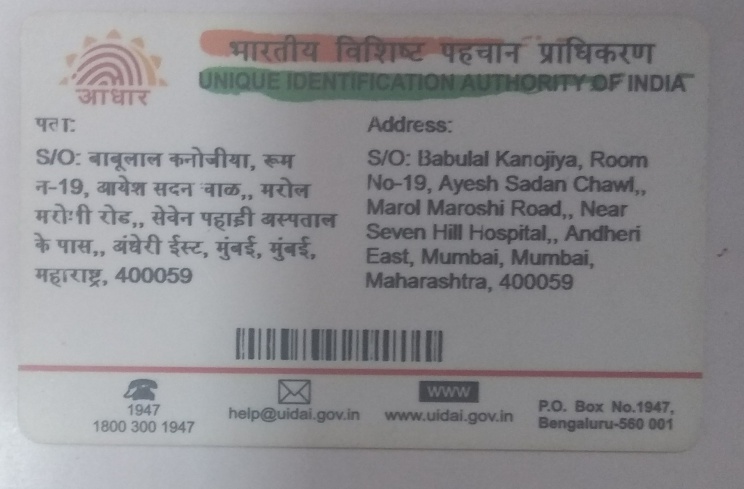 भारतीय विशिष्ट पहचान प्राधिकरण
UNIQUE IDENTIFICATION AUTHORITY OF INDIA
आधार
पता:
S/O: बाबूलाल कनोजीया, रूम
न-19, आयेश सदन चाळ,, मरोल
मरोशी रोड,, सेवेन पहाडी अस्पताल
के पास,, अंधेरी ईस्ट, मुंबई, मुंबई,
महाराष्ट्र, 400059
Address:
S/O: Babulal Kanojiya, Room
No-19, Ayesh Sadan Chawl,,
Marol Maroshi Road,, Near
Seven Hill Hospital,, Andheri
East, Mumbai, Mumbai,
Maharashtra, 400059
1947
1800 300 1947
help@uidai.gov.in
WWW
www.uidai.gov.in
P.O. Box No.1947,
Bengaluru-560 001